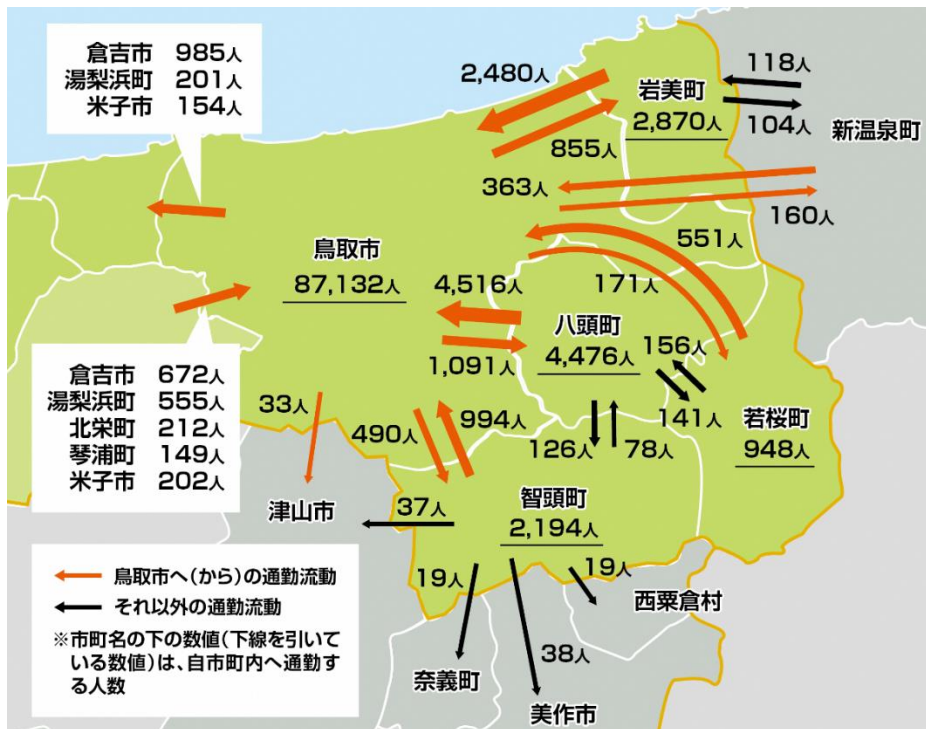 倉吉市 985人
湯梨浜町 201人
米子市 154人
2,480人
岩美町
2,870人
118人
104人
新温泉町
855人
363人
160人
鳥取市
87,132人
551人
171人
4,516人
八頭町
4,476人
156人
1,091人
141人
若桜町
948人
倉吉市 672人
湯梨浜町 555人
北栄町 212人
琴浦町 149人
米子市 202人
33人
490人
994人
126人
78人
津山市
37人
智頭町
2,194人
19人
19人
西粟倉村
38人
奈義町
美作市
鳥取市へ(から)の通勤流動
それ以外の通勤流動
※市町名の下の数値(下線を引いて
いる数値)は、自市町内へ通勤す
る人数